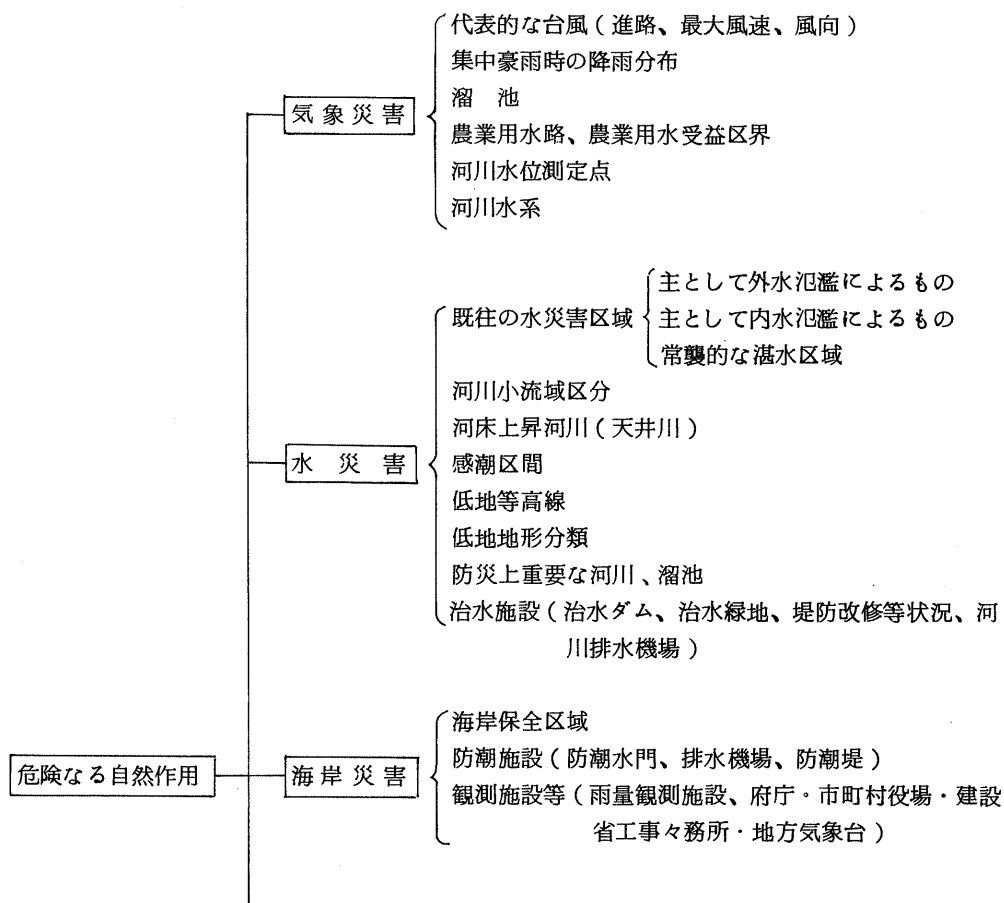 代表的な台風(進路、最大風速、風向)
集中豪雨時の降雨分布
溜 池
気象災害
農業用水路、農業用水受益区界
河川水位測定点
河川水系
主として外水氾濫によるもの
既往の水災害区域
主として内水氾濫によるもの
常襲的な湛水区域
河川小流域区分
河床上昇河川(天井川)
水災害
感潮区間
低地等高線
低地地形分類
防災上重要な河川、溜池
治水施設(治水ダム、治水緑地、堤防改修等状況、河
川排水機場)
海岸保全区域
危険なる自然作用
海岸災害
防潮施設(防潮水門、排水機場、防潮堤)
観測施設等(雨量観測施設、府庁・市町村役場・建設
省工事々務所・地方気象台)